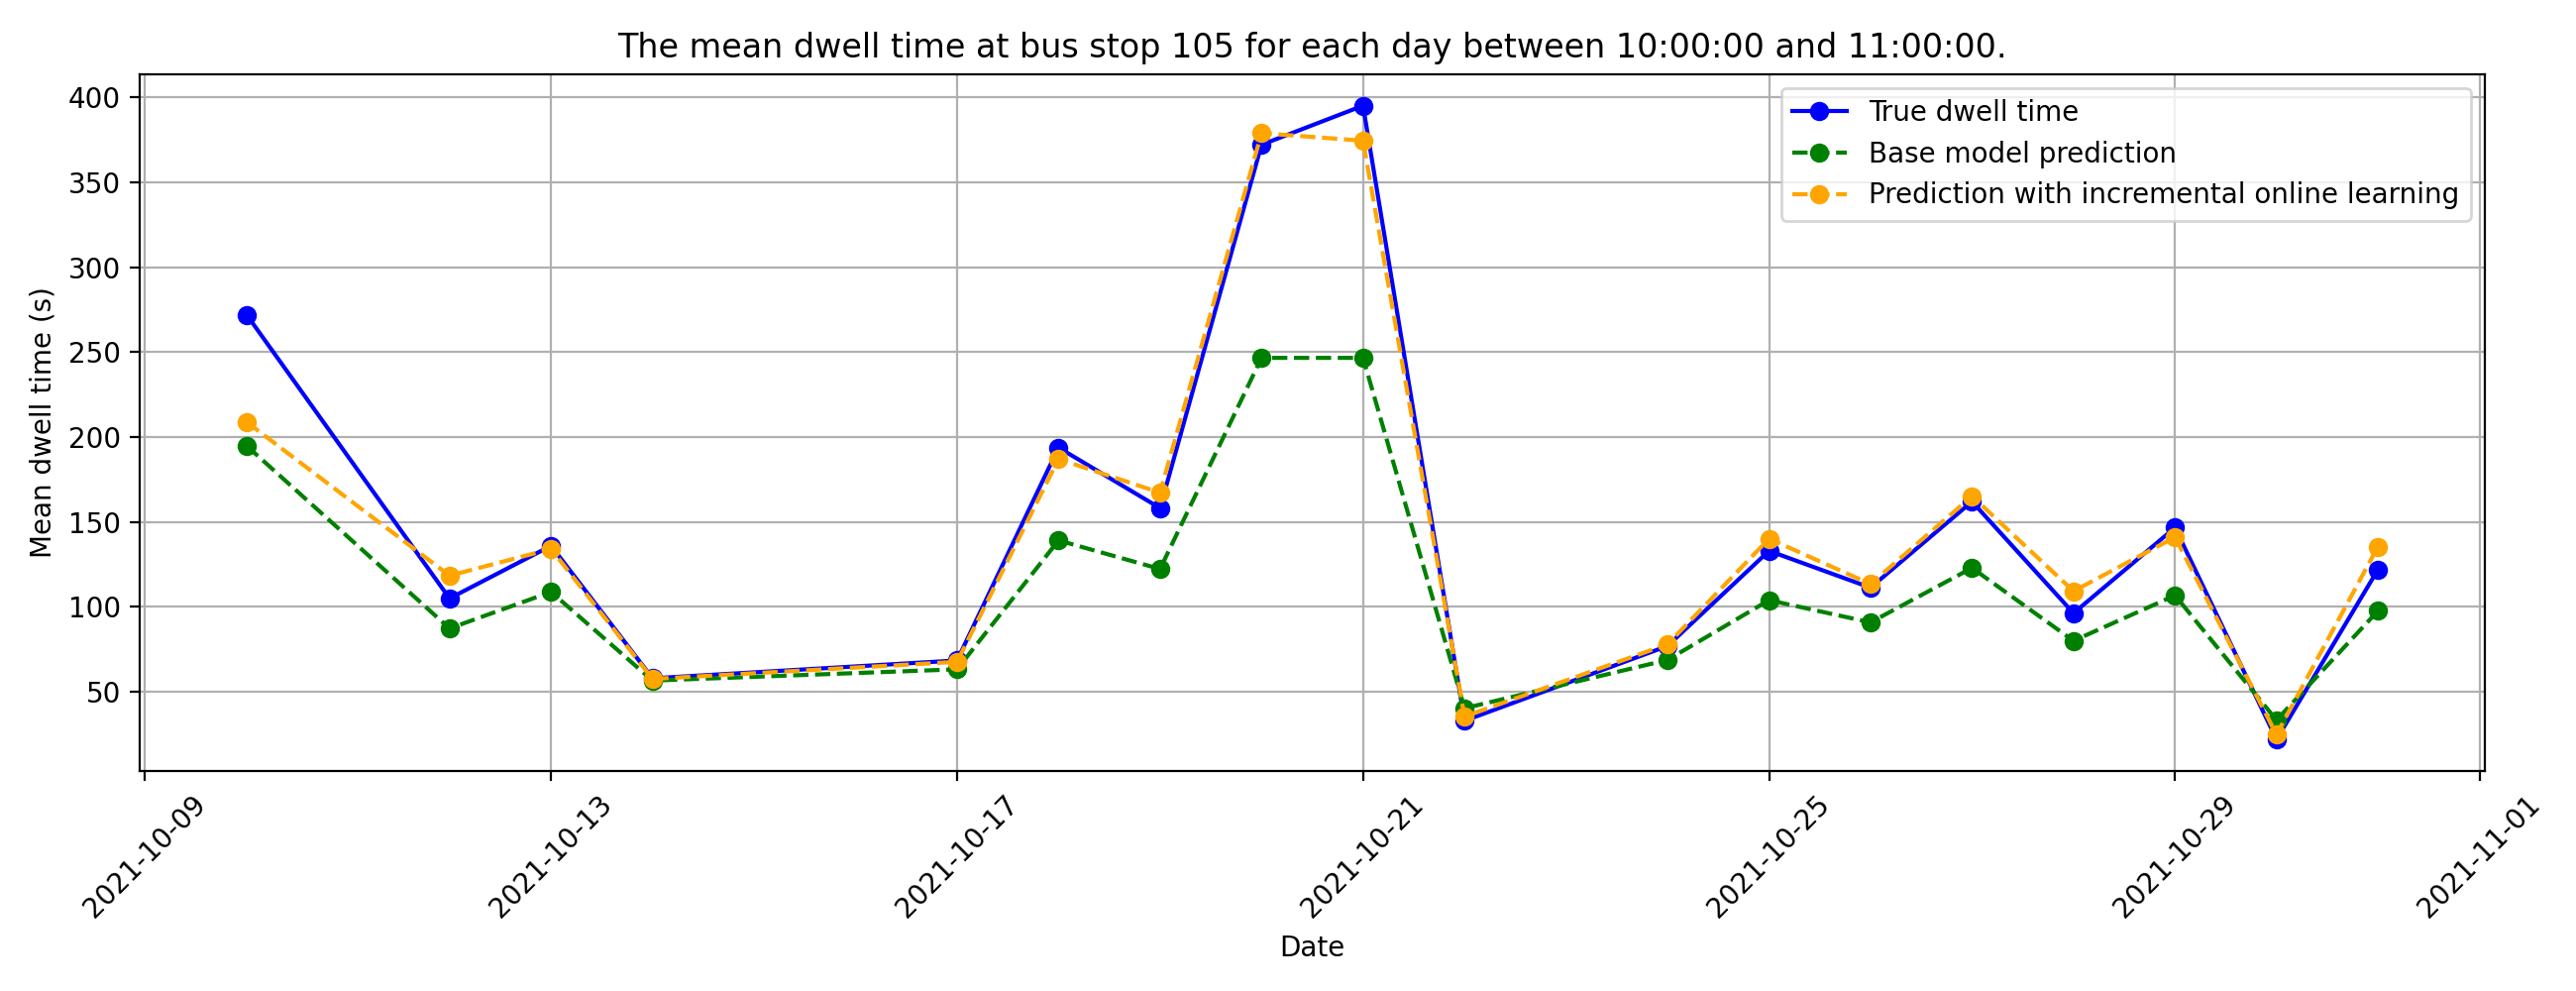 The mean dwell time at bus stop 105 for each day between 10:00:00 and 11:00:00.
True dwell time
Base model prediction
Prediction with incremental online learning
Mean dwell time (s)
400
350
300
250
200
150
100
50
2021-10-09
2021-10-13
2021-10-17
2021-10-21
2021-10-25
2021-10-29
2021-11-01
Date